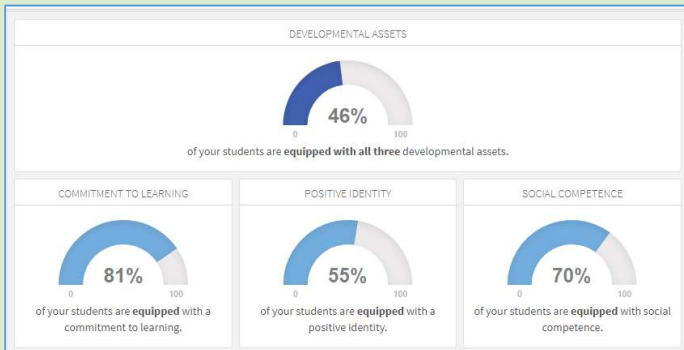 DEVELOPMENTAL ASSETS
46%
0 100
of your students are equipped with all three developmental assets.
COMMITMENT TO LEARNING
81%
0 100
of your students are equipped with a
commitment to learning.
POSITIVE IDENTITY
55%
0 100
of your students are equipped with a
positive identity.
SOCIAL COMPETENCE
70%
0 100
of your students are equipped with social
competence.